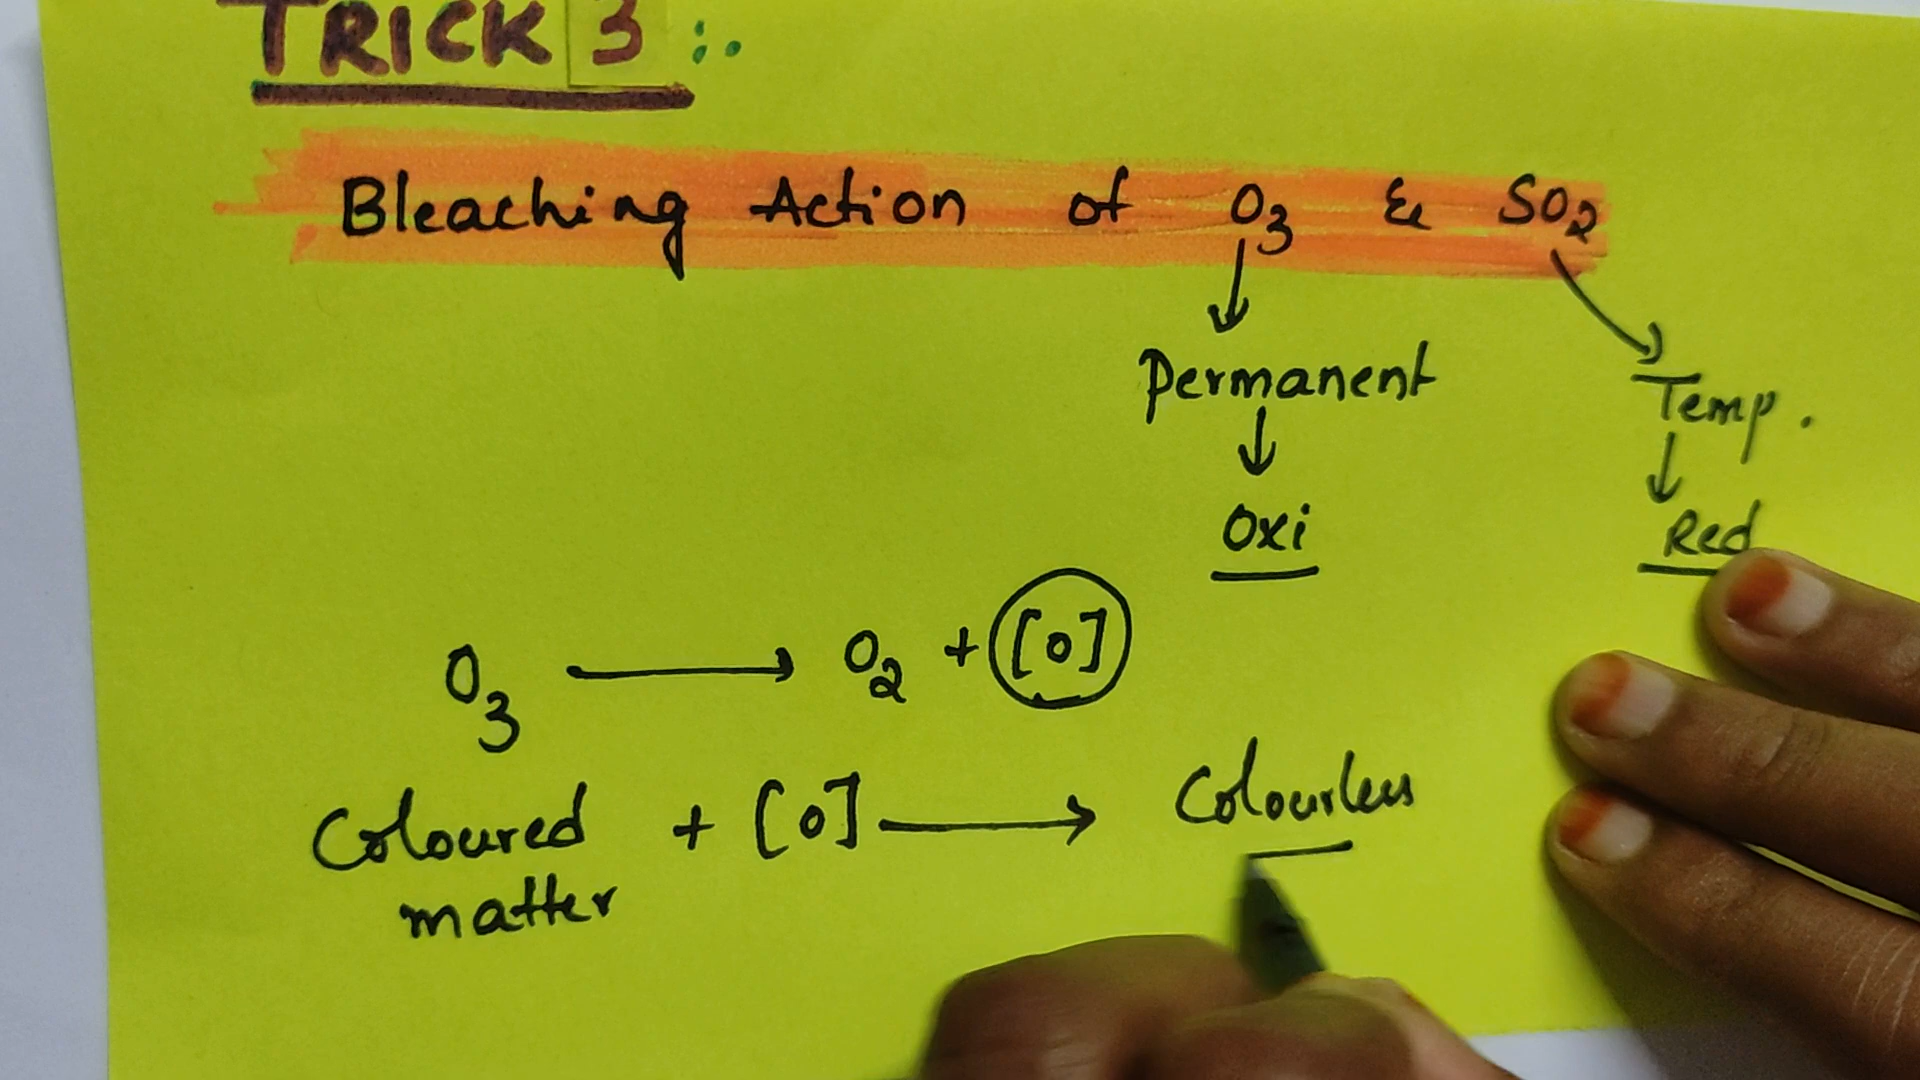 TRICK 3 :.
Bleaching Action of O₃ & SO₂
Permanent
Temp.
Oxi
Red
O₃ ⟶ O₂ + [O]
Coloured matter + [O] ⟶ Colourless